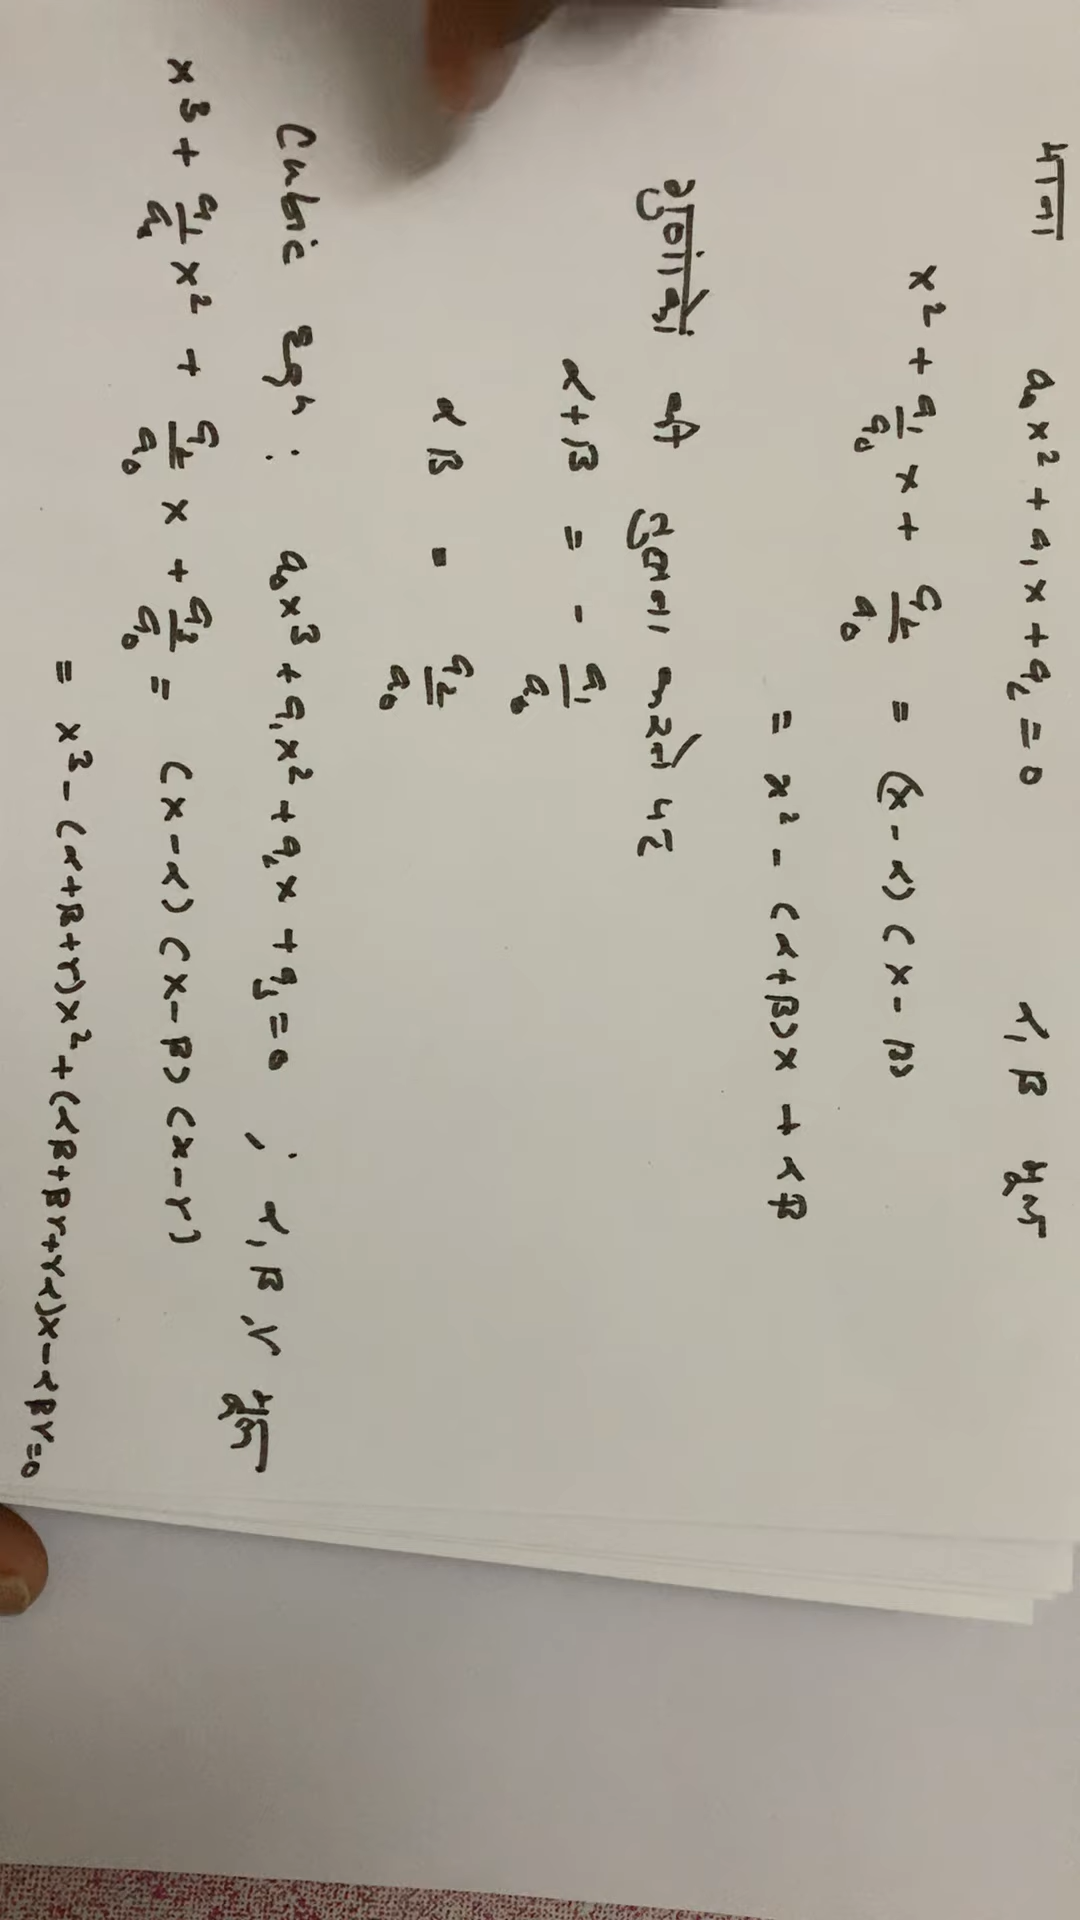 माना a₀x² + a₁x + a₂ = 0 α, β मूल
x² + a₁/a₀ x + a₂/a₀ = (x-α)(x-β)
= x² - (α+β)x + αβ
गुणांकों की तुलना करने पर
α+β = - a₁/a₀
αβ = a₂/a₀
Cubic Eqⁿ : a₀x³ + a₁x² + a₂x + a₃ = 0 , α, β, γ मूल
x³ + a₁/a₀ x² + a₂/a₀ x + a₃/a₀ = (x-α)(x-β)(x-γ)
= x³ - (α+β+γ)x² + (αβ+βγ+γα)x - αβγ = 0